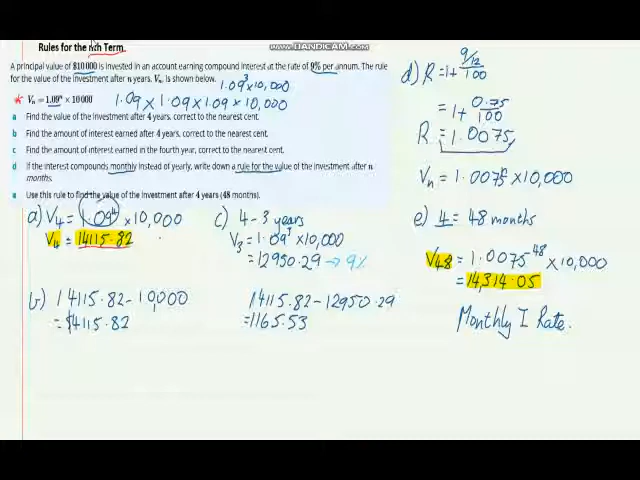 Rules for the nth Term.
WWW.BANDICAM.COM
A principal value of $10 000 is invested in an account earning compound interest at the rate of 9% per annum. The rule
for the value of the investment after n years, Vn, is shown below.
1.09³ × 10,000
* Vn = 1.09ⁿ × 10 000 1.09 × 1.09 × 1.09 × 10,000
a Find the value of the investment after 4 years, correct to the nearest cent.
b Find the amount of interest earned after 4 years, correct to the nearest cent.
c Find the amount of interest earned in the fourth year, correct to the nearest cent.
d If the interest compounds monthly instead of yearly, write down a rule for the value of the investment after n
months.
e Use this rule to find the value of the investment after 4 years (48 months).
a) V4 = 1.09⁴ × 10,000
V4 = 14115.82
b) 14115.82 - 10,000
= $4115.82
c) 4 - 3 years
V3 = 1.09³ × 10,000
= 12950.29 → 9%
14115.82 - 12950.29
= 1165.53
d) R = 1 + 9/12
100
= 1 + 0.75
100
R = 1.0075
Vn = 1.0075ⁿ × 10,000
e) 4 = 48 months
V48 = 1.0075⁴⁸ × 10,000
= 14,314.05
Monthly I Rate.